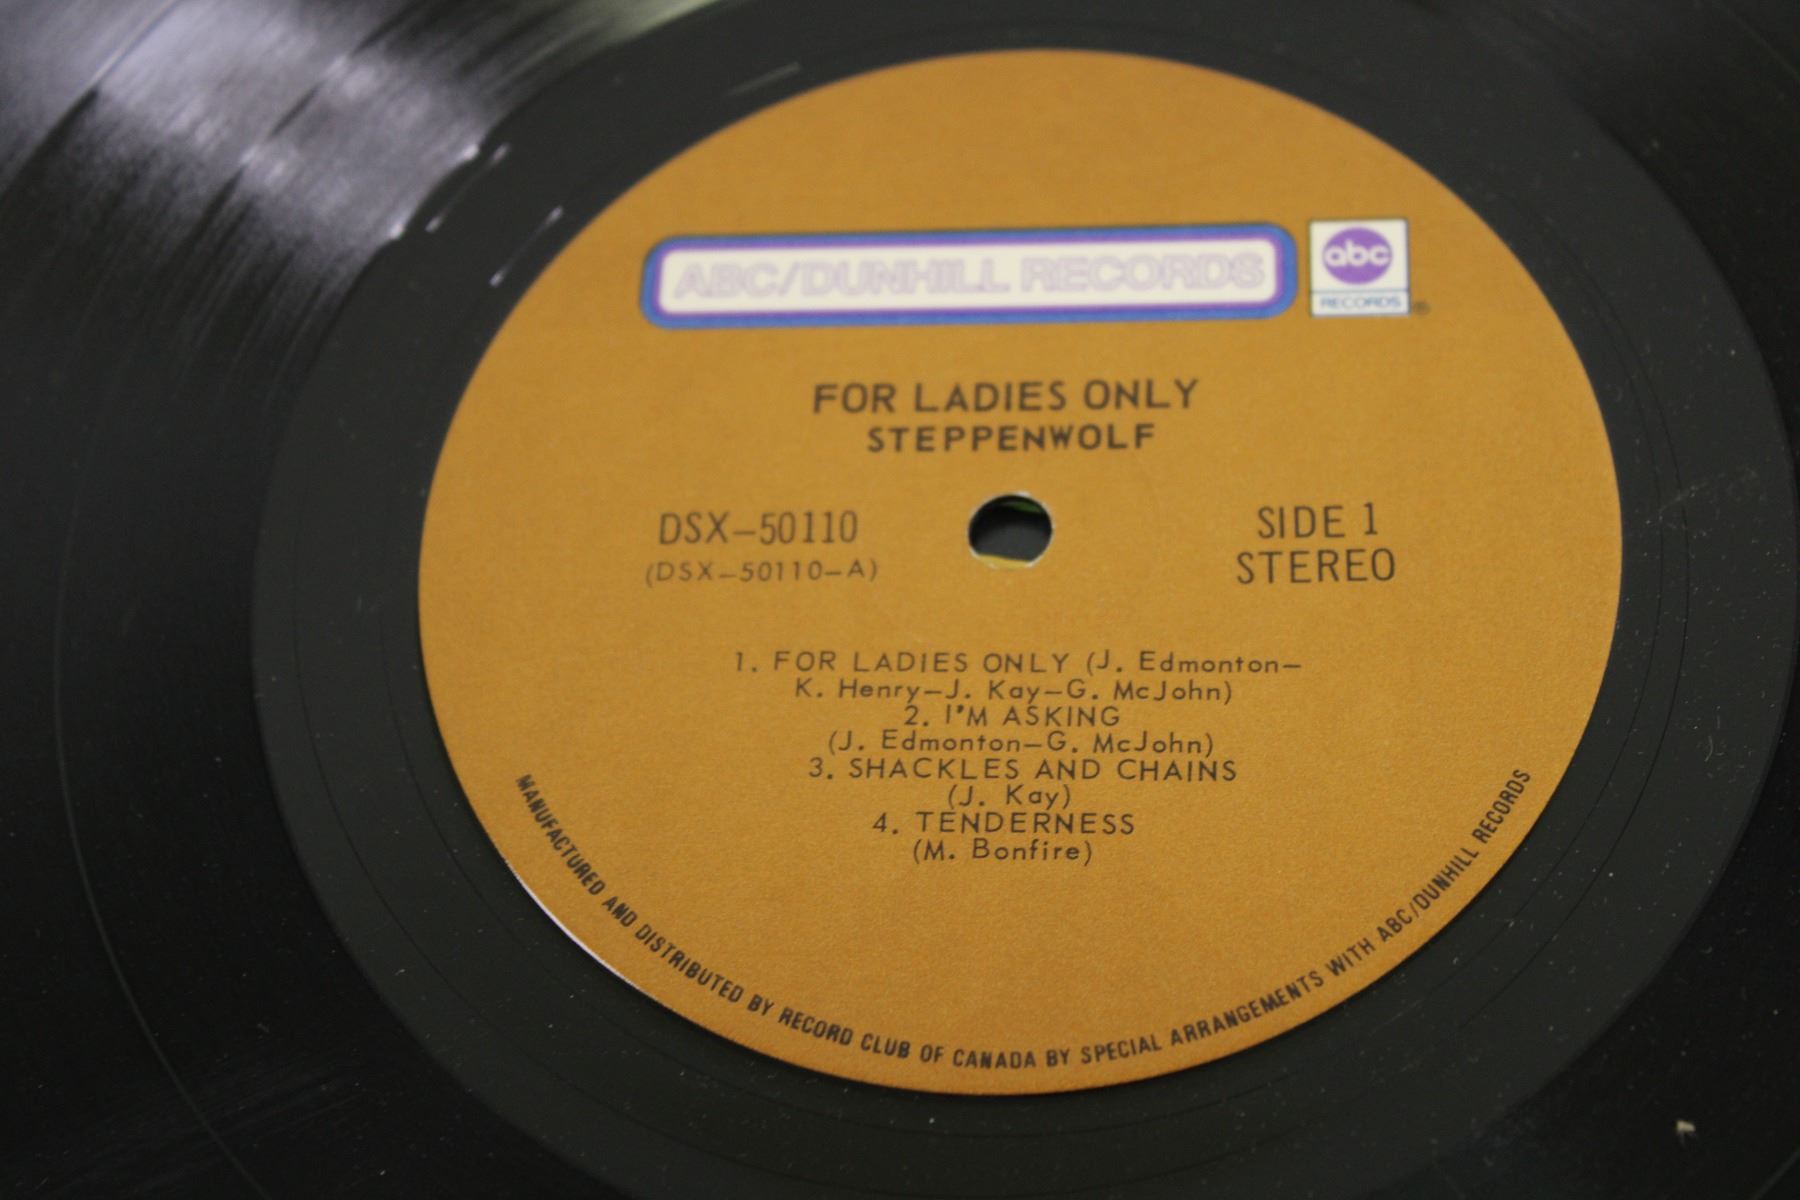 ABC/DUNHILL RECORDS
abc
RECORDS
®
FOR LADIES ONLY
STEPPENWOLF
DSX-50110
(DSX-50110-A)
SIDE 1
STEREO
1. FOR LADIES ONLY (J. Edmonton-
K. Henry-J. Kay-G. McJohn)
2. I'M ASKING
(J. Edmonton-G. McJohn)
3. SHACKLES AND CHAINS
(J. Kay)
4. TENDERNESS
(M. Bonfire)
MANUFACTURED AND DISTRIBUTED BY RECORD CLUB OF CANADA BY SPECIAL ARRANGEMENTS WITH ABC/DUNHILL RECORDS